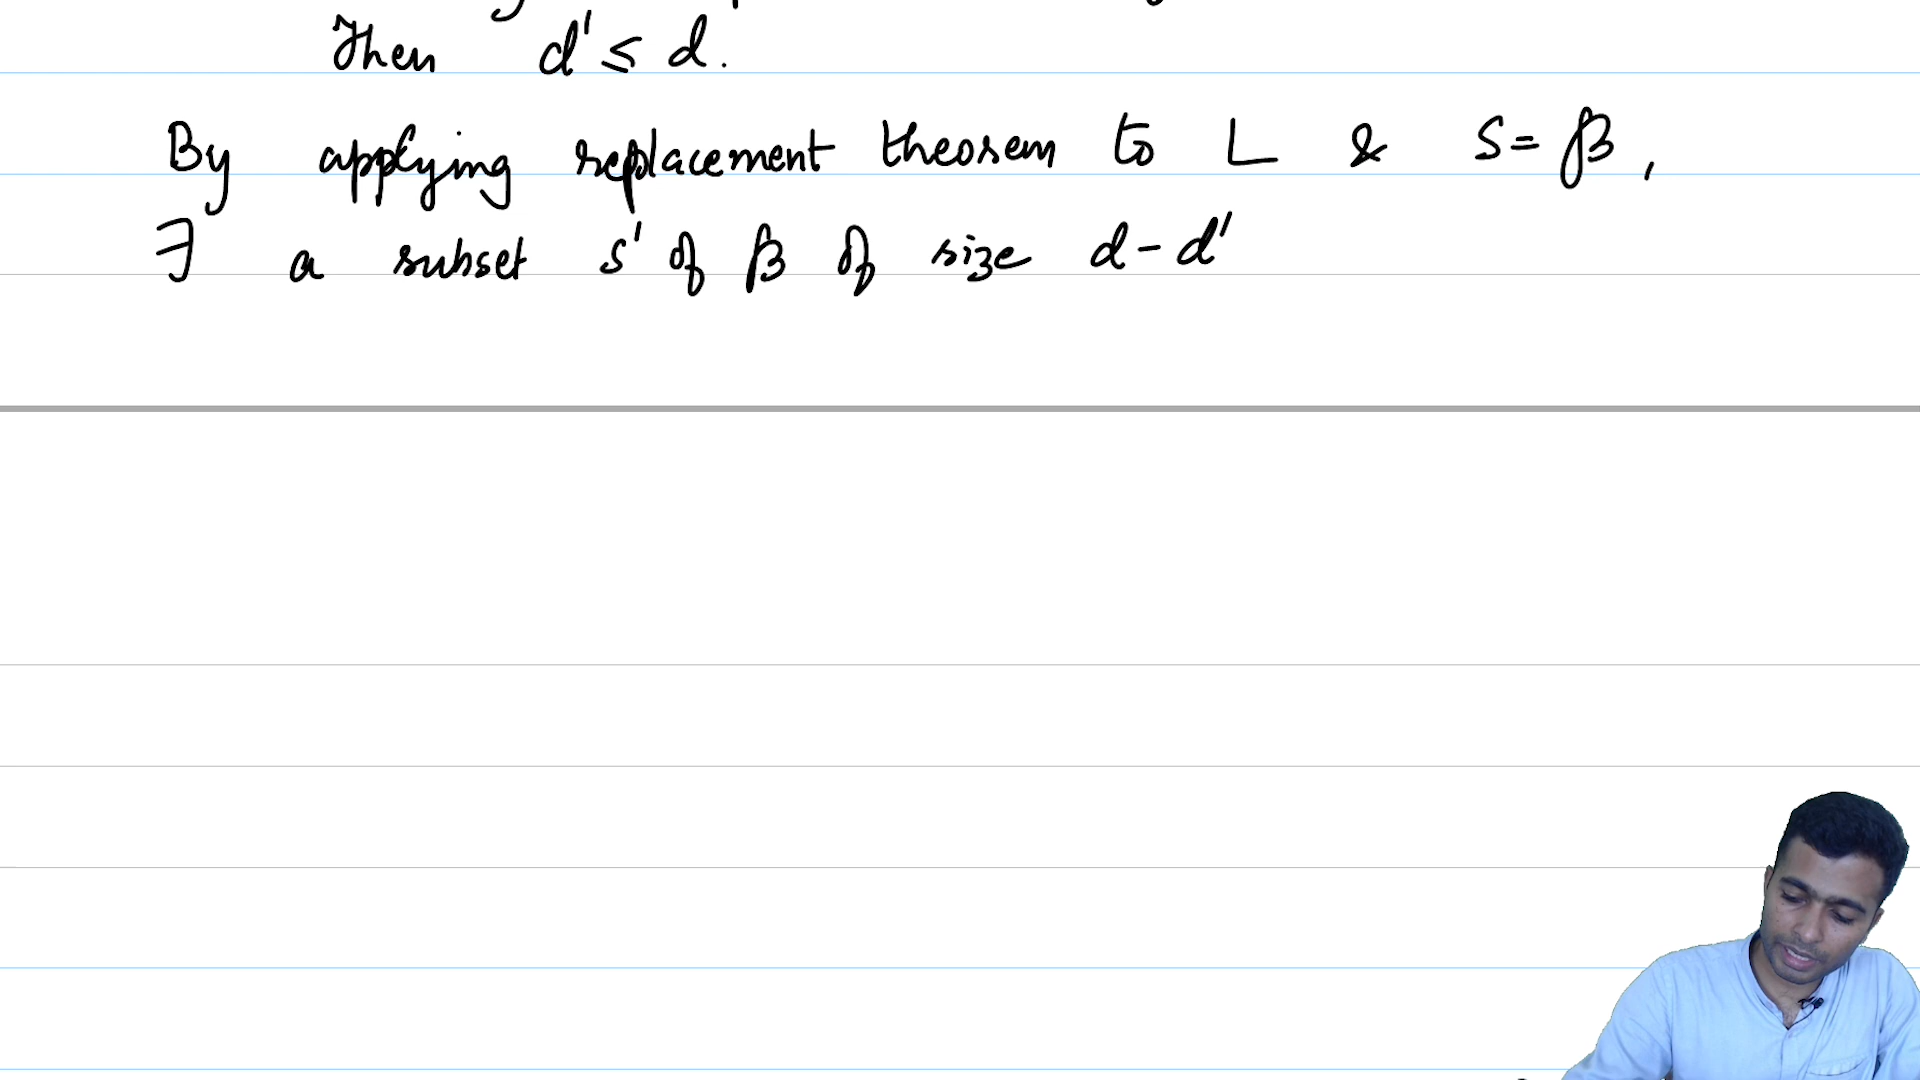 Then d' ≤ d.
By applying replacement theorem to L & S = β,
∃ a subset S' of β of size d - d'